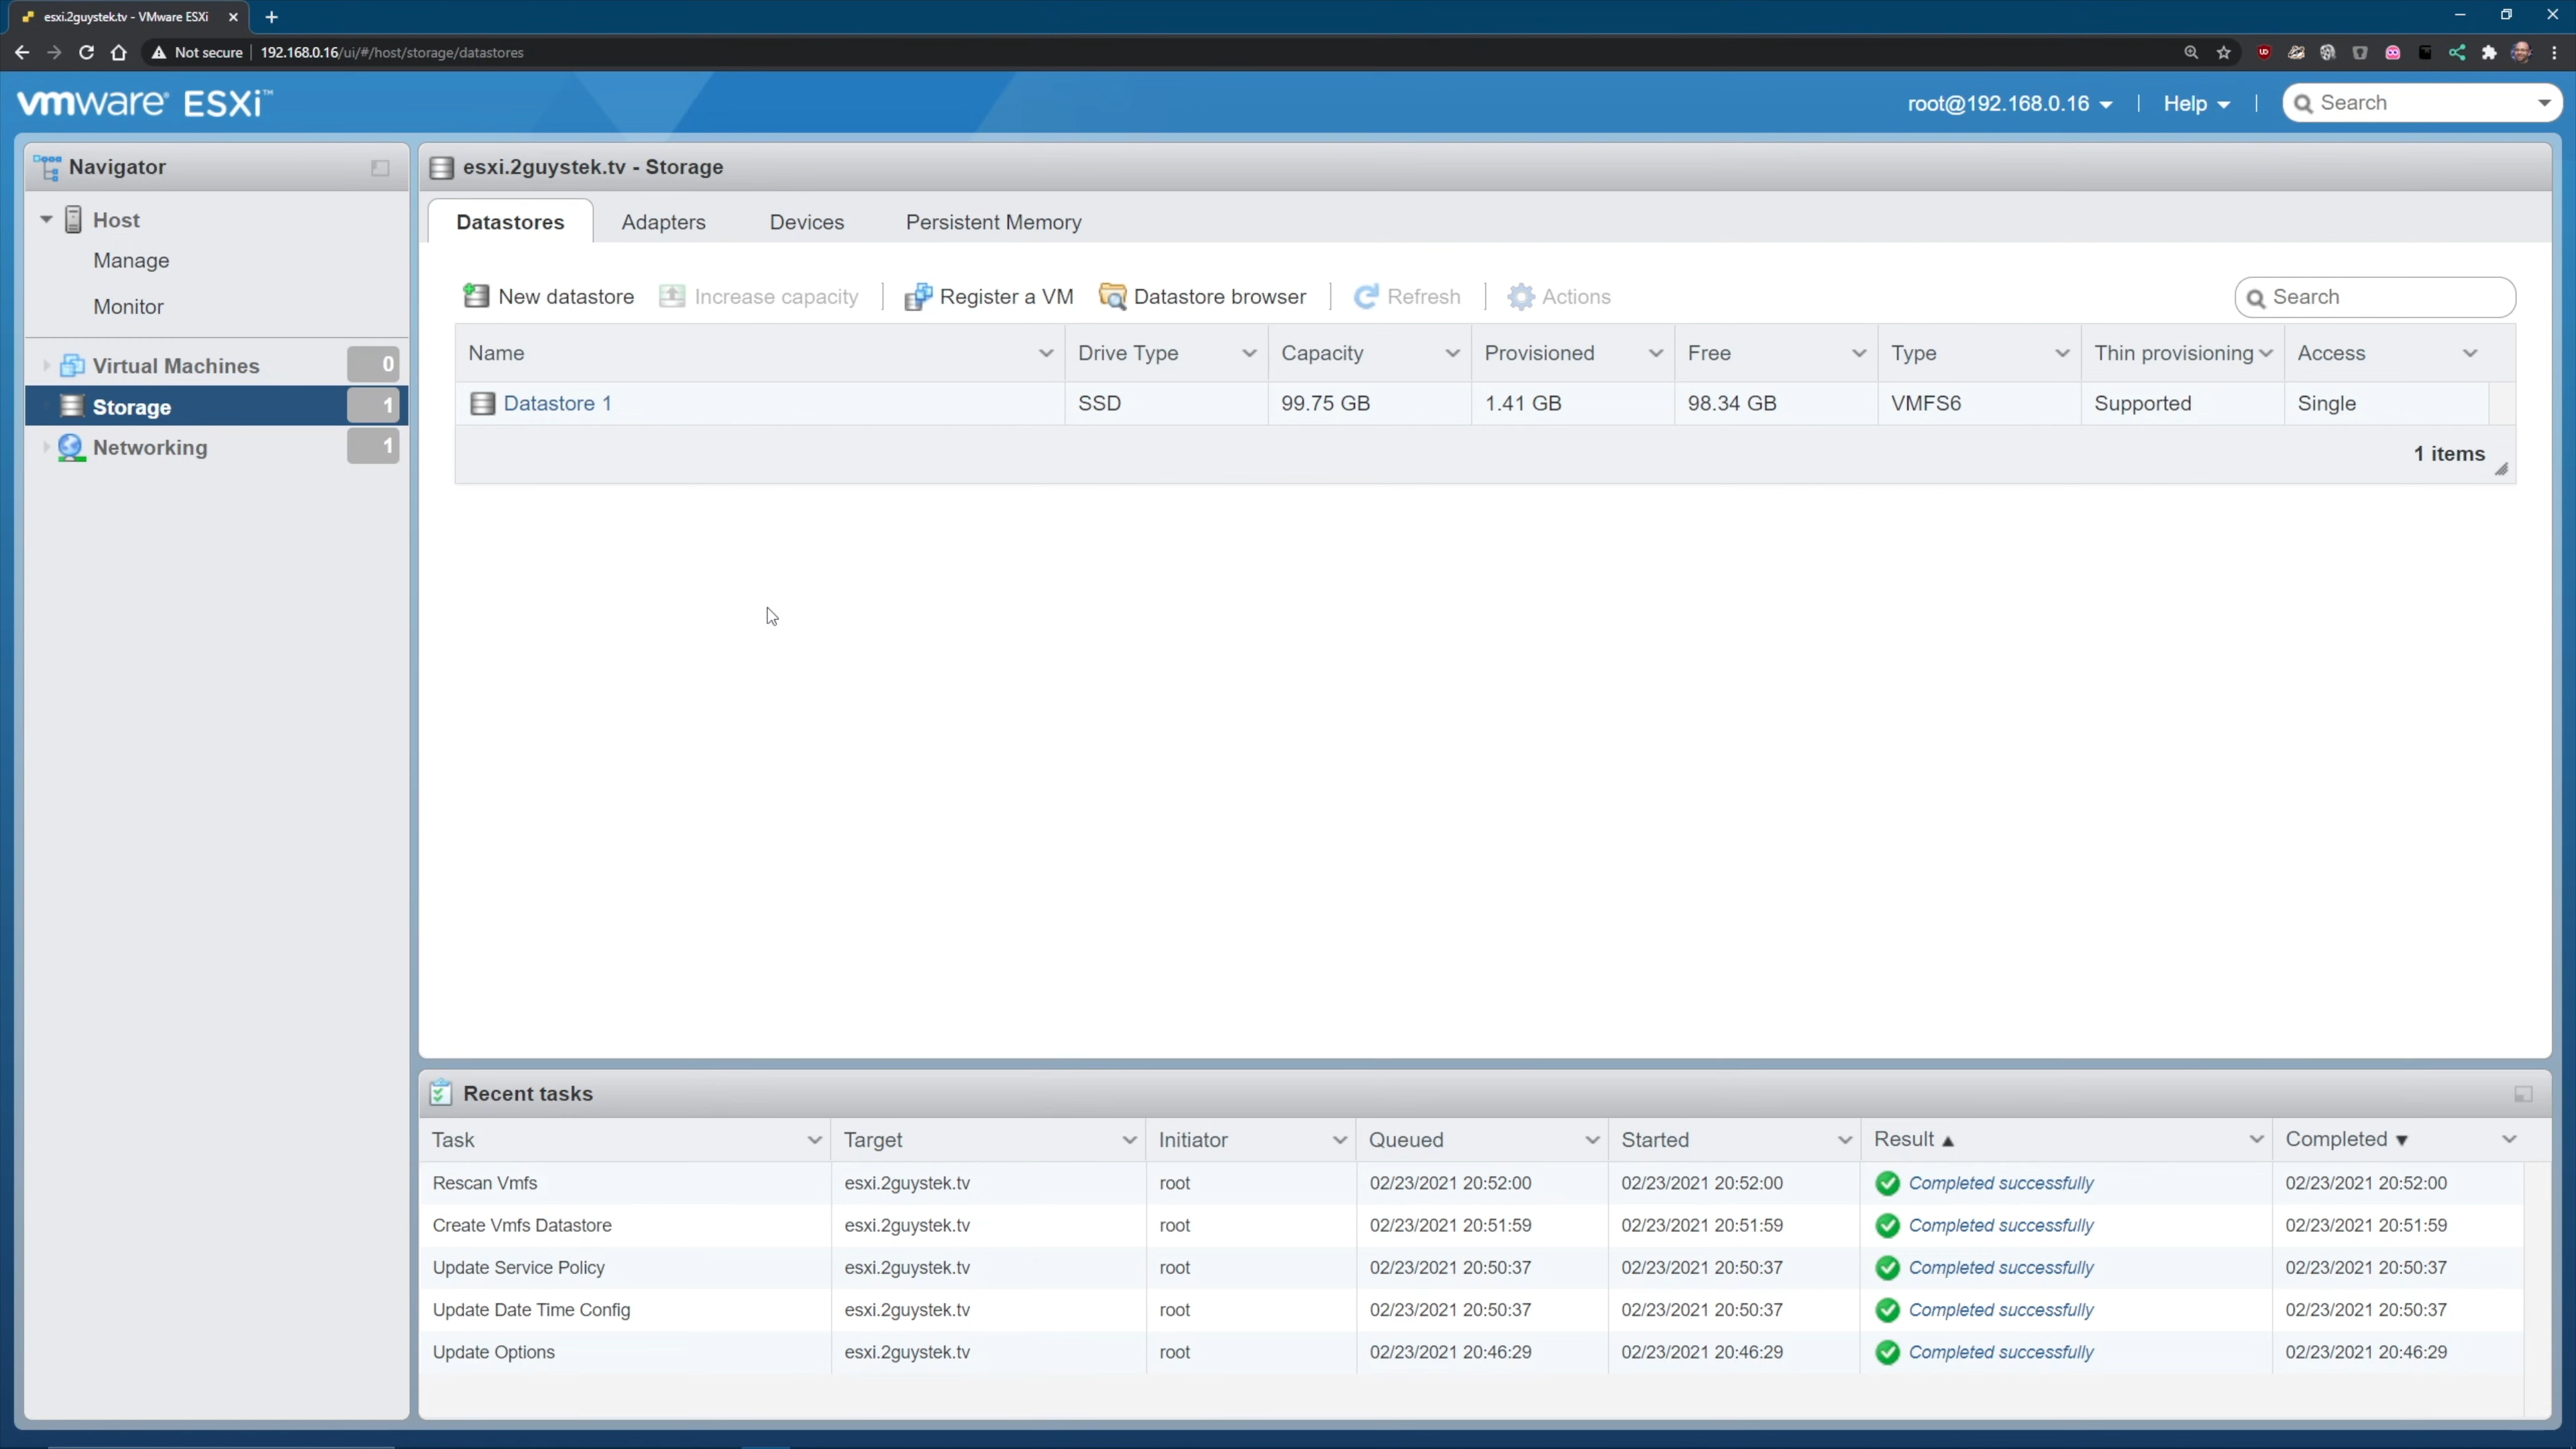 esxi.2guystek.tv - VMware ESXi
Not secure 192.168.0.16/ui/#/host/storage/datastores
vmware® ESXi™
root@192.168.0.16 Help Search
Navigator
Host
Manage
Monitor
Virtual Machines 0
Storage 1
Networking 1
esxi.2guystek.tv - Storage
Datastores Adapters Devices Persistent Memory
New datastore Increase capacity Register a VM Datastore browser Refresh Actions Search
Name Drive Type Capacity Provisioned Free Type Thin provisioning Access
Datastore 1 SSD 99.75 GB 1.41 GB 98.34 GB VMFS6 Supported Single
1 items
Recent tasks
Task Target Initiator Queued Started Result ▲ Completed ▼
Rescan Vmfs esxi.2guystek.tv root 02/23/2021 20:52:00 02/23/2021 20:52:00 Completed successfully 02/23/2021 20:52:00
Create Vmfs Datastore esxi.2guystek.tv root 02/23/2021 20:51:59 02/23/2021 20:51:59 Completed successfully 02/23/2021 20:51:59
Update Service Policy esxi.2guystek.tv root 02/23/2021 20:50:37 02/23/2021 20:50:37 Completed successfully 02/23/2021 20:50:37
Update Date Time Config esxi.2guystek.tv root 02/23/2021 20:50:37 02/23/2021 20:50:37 Completed successfully 02/23/2021 20:50:37
Update Options esxi.2guystek.tv root 02/23/2021 20:46:29 02/23/2021 20:46:29 Completed successfully 02/23/2021 20:46:29